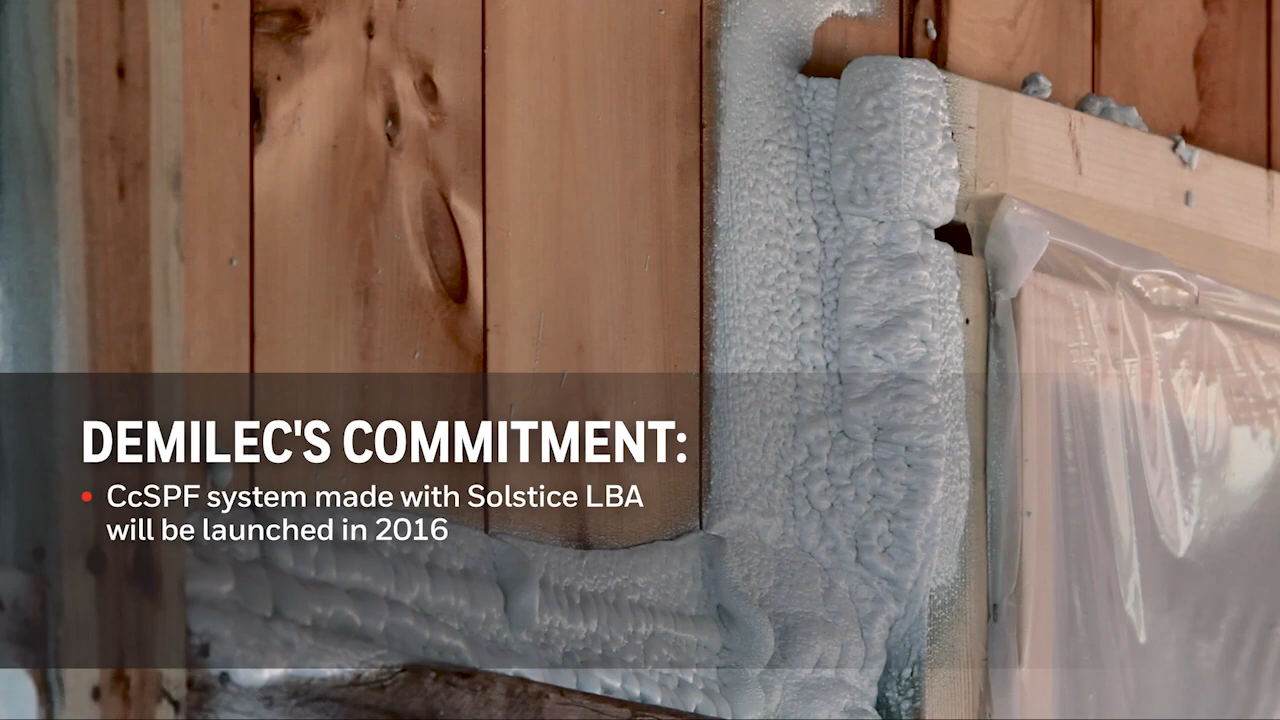 DEMILEC'S COMMITMENT:
• CcSPF system made with Solstice LBA
will be launched in 2016